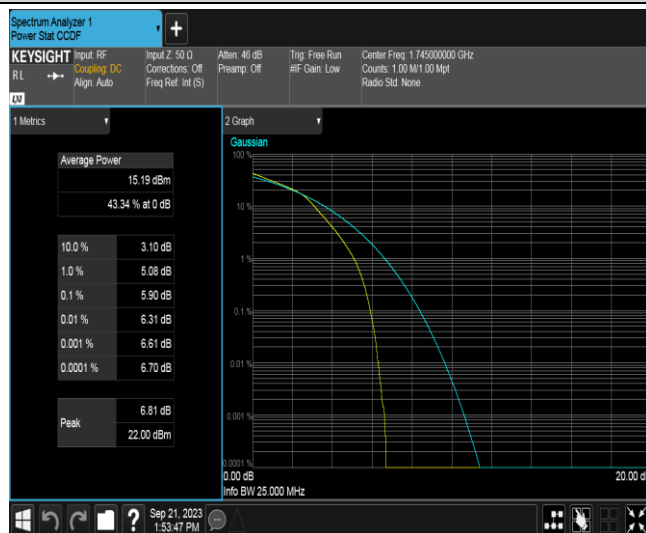 Spectrum Analyzer 1
Power Stat CCDF
KEYSIGHT
RL
LXI
Input: RF
Coupling: DC
Align: Auto
Input Z: 50 Ω
Corrections: Off
Freq Ref: Int (S)
Atten: 46 dB
Preamp: Off
Trig: Free Run
#IF Gain: Low
Center Freq: 1.745000000 GHz
Counts: 1.00 M/1.00 Mpt
Radio Std: None
1 Metrics
Average Power
15.19 dBm
43.34 % at 0 dB
10.0 % 3.10 dB
1.0 % 5.08 dB
0.1 % 5.90 dB
0.01 % 6.31 dB
0.001 % 6.61 dB
0.0001 % 6.70 dB
Peak
6.81 dB
22.00 dBm
2 Graph
Gaussian
100 %
10 %
1 %
0.1 %
0.01 %
0.001 %
0.0001 %
0.00 dB
20.00 d
Info BW 25.000 MHz
?
Sep 21, 2023
1:53:47 PM